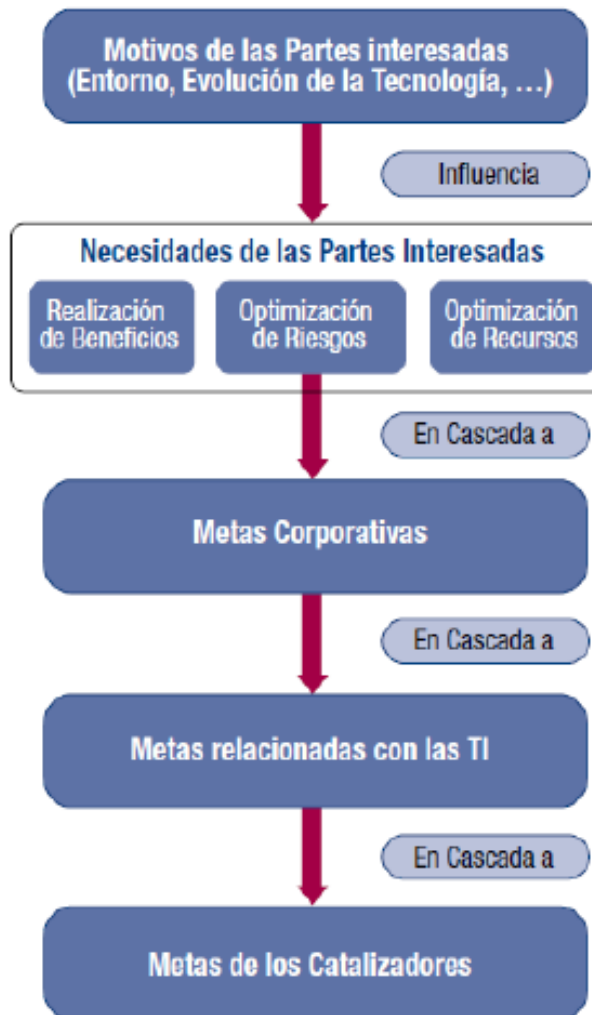 Motivos de las Partes interesadas
(Entorno, Evolución de la Tecnología, …)
Influencia
Necesidades de las Partes Interesadas
Realización
de Beneficios
Optimización
de Riesgos
Optimización
de Recursos
En Cascada a
Metas Corporativas
En Cascada a
Metas relacionadas con las TI
En Cascada a
Metas de los Catalizadores